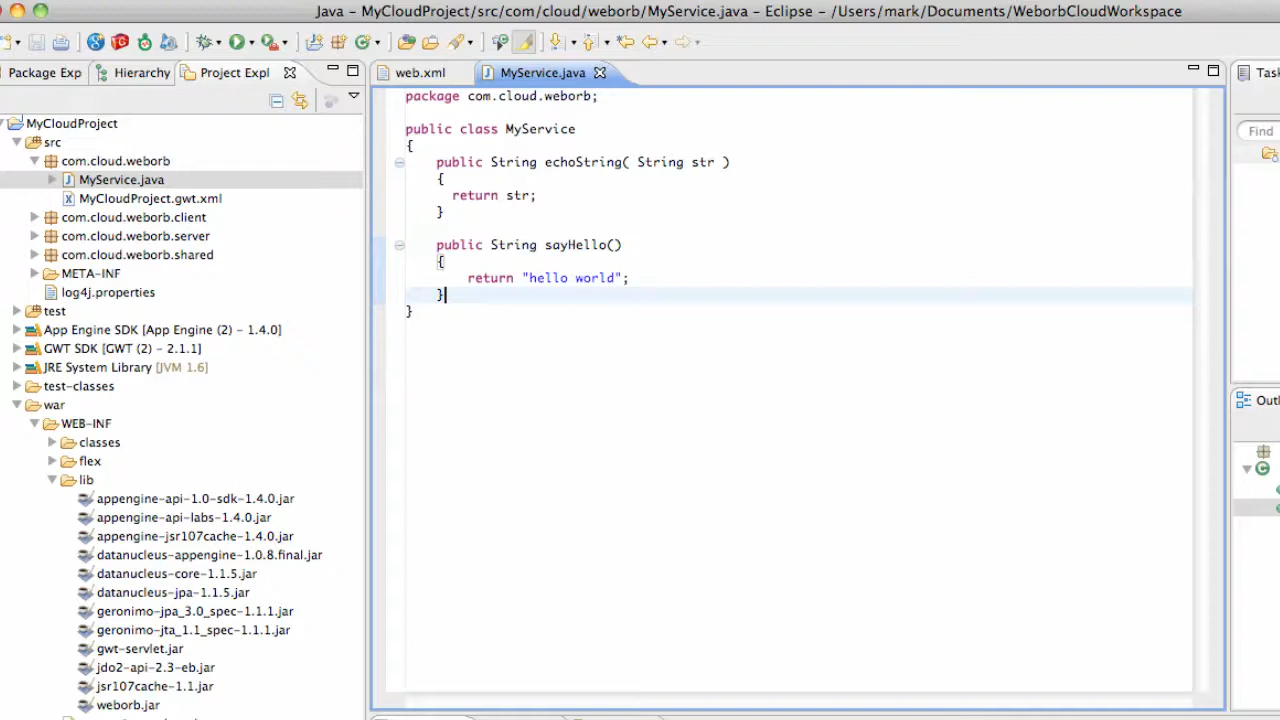 Java – MyCloudProject/src/com/cloud/weborb/MyService.java – Eclipse – /Users/mark/Documents/WeborbCloudWorkspace
Package Exp
Hierarchy
Project Expl
web.xml
MyService.java
Find
MyCloudProject
src
com.cloud.weborb
MyService.java
MyCloudProject.gwt.xml
com.cloud.weborb.client
com.cloud.weborb.server
com.cloud.weborb.shared
META-INF
log4j.properties
test
App Engine SDK [App Engine (2) – 1.4.0]
GWT SDK [GWT (2) – 2.1.1]
JRE System Library [JVM 1.6]
test-classes
war
WEB-INF
classes
flex
lib
appengine-api-1.0-sdk-1.4.0.jar
appengine-api-labs-1.4.0.jar
appengine-jsr107cache-1.4.0.jar
datanucleus-appengine-1.0.8.final.jar
datanucleus-core-1.1.5.jar
datanucleus-jpa-1.1.5.jar
geronimo-jpa_3.0_spec-1.1.1.jar
geronimo-jta_1.1_spec-1.1.1.jar
gwt-servlet.jar
jdo2-api-2.3-eb.jar
jsr107cache-1.1.jar
weborb.jar
package com.cloud.weborb;
public class MyService
{
public String echoString( String str )
{
return str;
}
public String sayHello()
{
return "hello world";
}
}